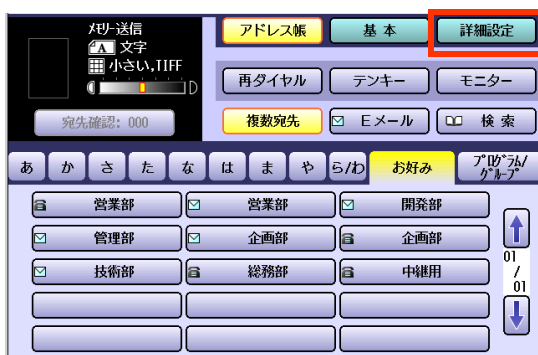 ﾒﾓﾘｰ送信
A 文字
小さい,TIFF
宛先確認: 000
アドレス帳 基本 詳細設定
再ダイヤル テンキー モニター
複数宛先 Eメール 検索
あ か さ た な は ま や ら/わ お好み ﾌﾟﾛｸﾞﾗﾑ/
ｸﾞﾙｰﾌﾟ
営業部 営業部 開発部
管理部 企画部 企画部
技術部 総務部 中継用
01
/
01